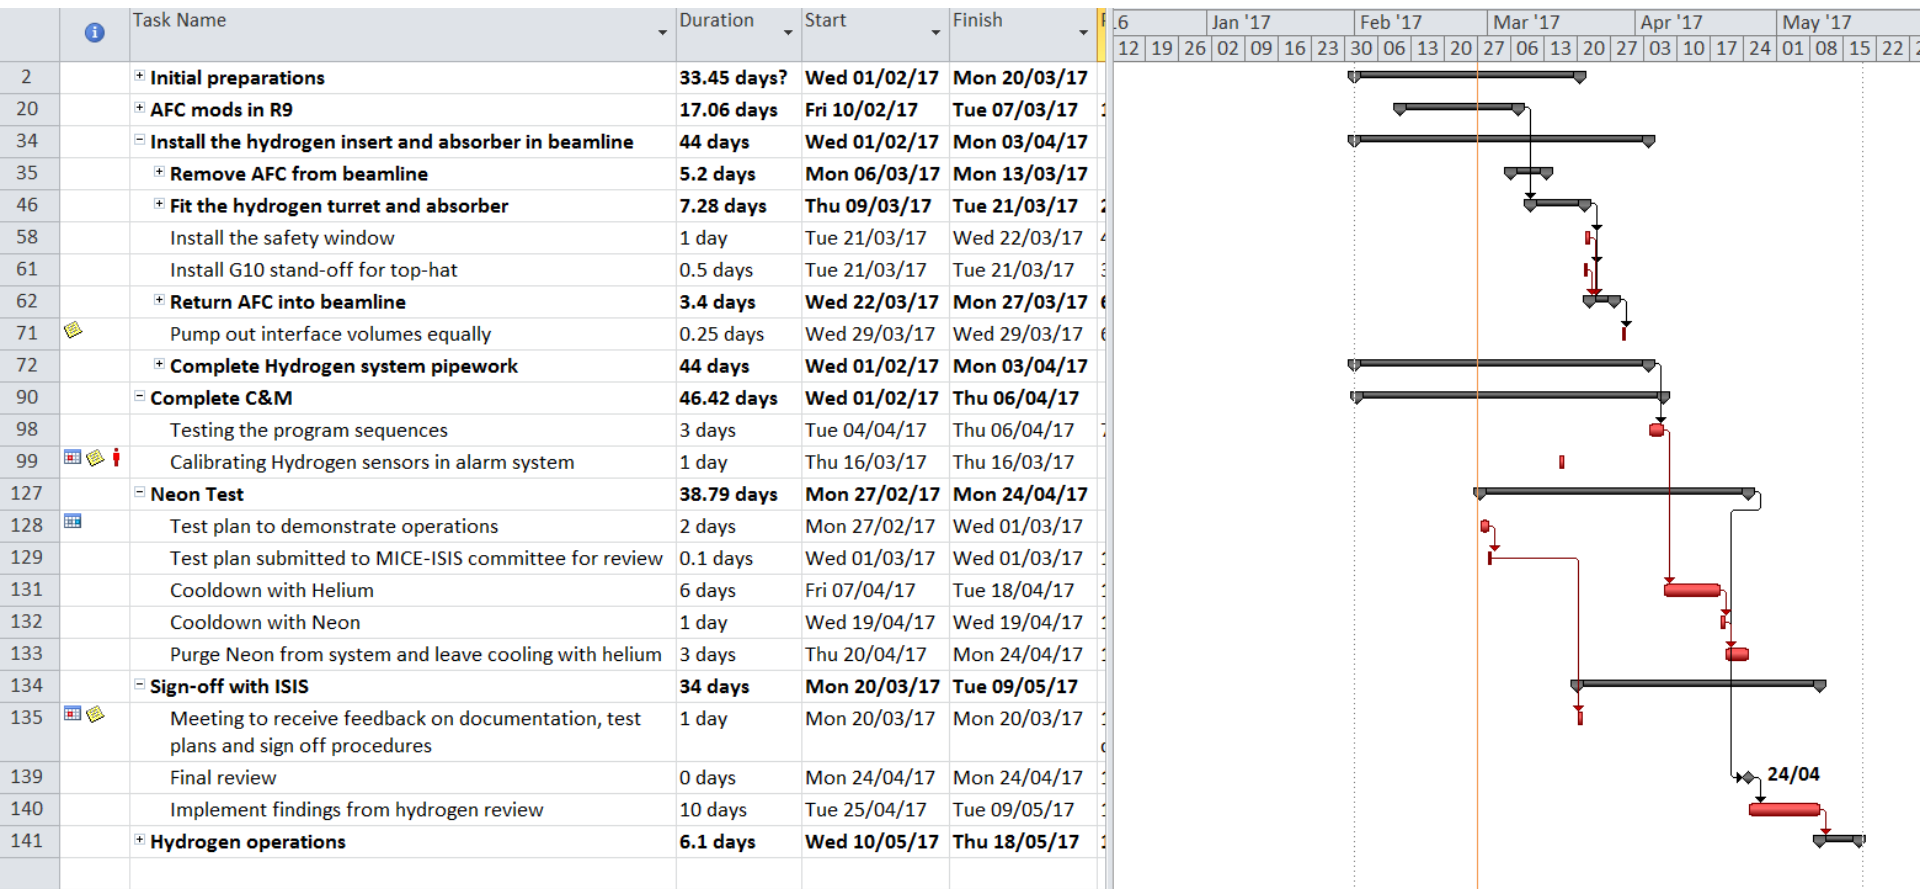 Task Name Duration Start Finish
.6 Jan '17 Feb '17 Mar '17 Apr '17 May '17
12 19 26 02 09 16 23 30 06 13 20 27 06 13 20 27 03 10 17 24 01 08 15 22
2 Initial preparations 33.45 days? Wed 01/02/17 Mon 20/03/17
20 AFC mods in R9 17.06 days Fri 10/02/17 Tue 07/03/17
34 Install the hydrogen insert and absorber in beamline 44 days Wed 01/02/17 Mon 03/04/17
35 Remove AFC from beamline 5.2 days Mon 06/03/17 Mon 13/03/17
46 Fit the hydrogen turret and absorber 7.28 days Thu 09/03/17 Tue 21/03/17
58 Install the safety window 1 day Tue 21/03/17 Wed 22/03/17
61 Install G10 stand-off for top-hat 0.5 days Tue 21/03/17 Tue 21/03/17
62 Return AFC into beamline 3.4 days Wed 22/03/17 Mon 27/03/17
71 Pump out interface volumes equally 0.25 days Wed 29/03/17 Wed 29/03/17
72 Complete Hydrogen system pipework 44 days Wed 01/02/17 Mon 03/04/17
90 Complete C&M 46.42 days Wed 01/02/17 Thu 06/04/17
98 Testing the program sequences 3 days Tue 04/04/17 Thu 06/04/17
99 Calibrating Hydrogen sensors in alarm system 1 day Thu 16/03/17 Thu 16/03/17
127 Neon Test 38.79 days Mon 27/02/17 Mon 24/04/17
128 Test plan to demonstrate operations 2 days Mon 27/02/17 Wed 01/03/17
129 Test plan submitted to MICE-ISIS committee for review 0.1 days Wed 01/03/17 Wed 01/03/17
131 Cooldown with Helium 6 days Fri 07/04/17 Tue 18/04/17
132 Cooldown with Neon 1 day Wed 19/04/17 Wed 19/04/17
133 Purge Neon from system and leave cooling with helium 3 days Thu 20/04/17 Mon 24/04/17
134 Sign-off with ISIS 34 days Mon 20/03/17 Tue 09/05/17
135 Meeting to receive feedback on documentation, test 1 day Mon 20/03/17 Mon 20/03/17
plans and sign off procedures
139 Final review 0 days Mon 24/04/17 Mon 24/04/17 24/04
140 Implement findings from hydrogen review 10 days Tue 25/04/17 Tue 09/05/17
141 Hydrogen operations 6.1 days Wed 10/05/17 Thu 18/05/17